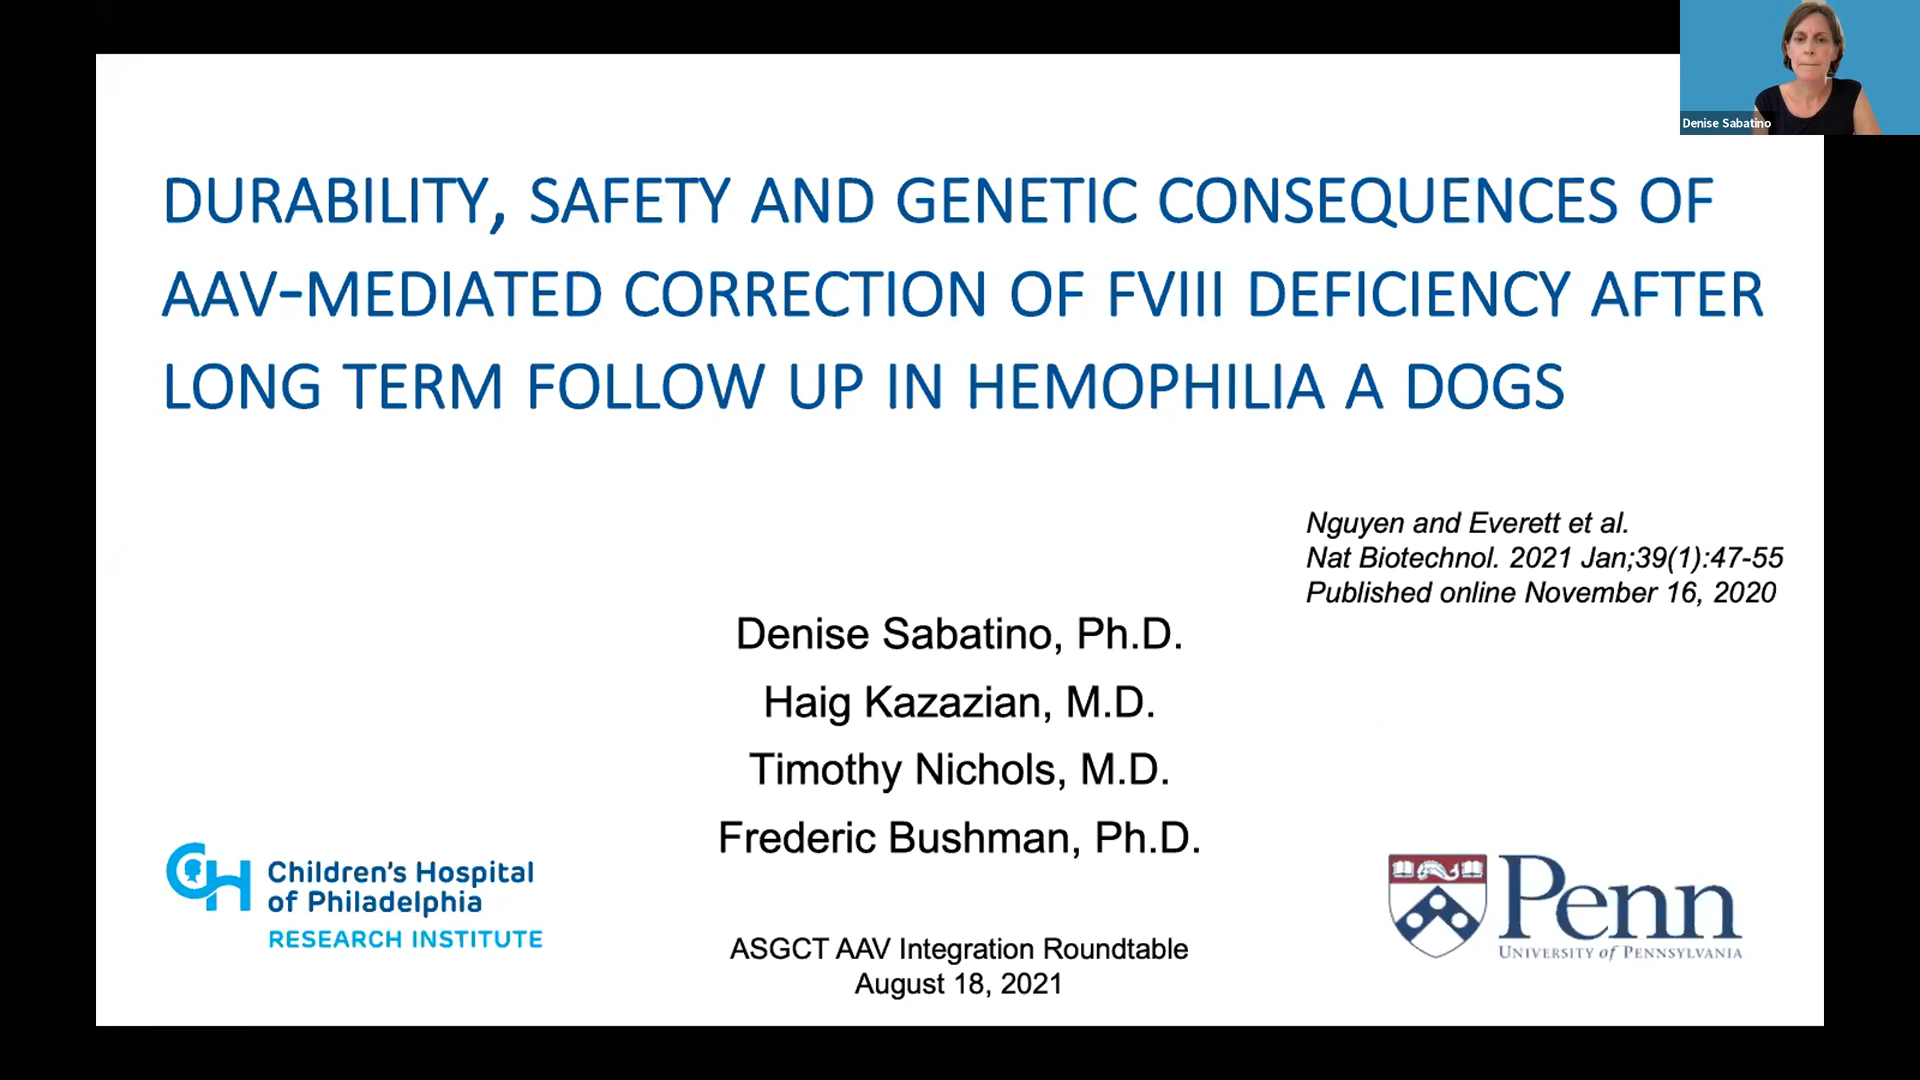 Denise Sabatino
DURABILITY, SAFETY AND GENETIC CONSEQUENCES OF
AAV-MEDIATED CORRECTION OF FVIII DEFICIENCY AFTER
LONG TERM FOLLOW UP IN HEMOPHILIA A DOGS
Nguyen and Everett et al.
Nat Biotechnol. 2021 Jan;39(1):47-55
Published online November 16, 2020
Denise Sabatino, Ph.D.
Haig Kazazian, M.D.
Timothy Nichols, M.D.
Frederic Bushman, Ph.D.
CH
Children's Hospital
of Philadelphia
RESEARCH INSTITUTE
ASGCT AAV Integration Roundtable
August 18, 2021
Penn
UNIVERSITY of PENNSYLVANIA